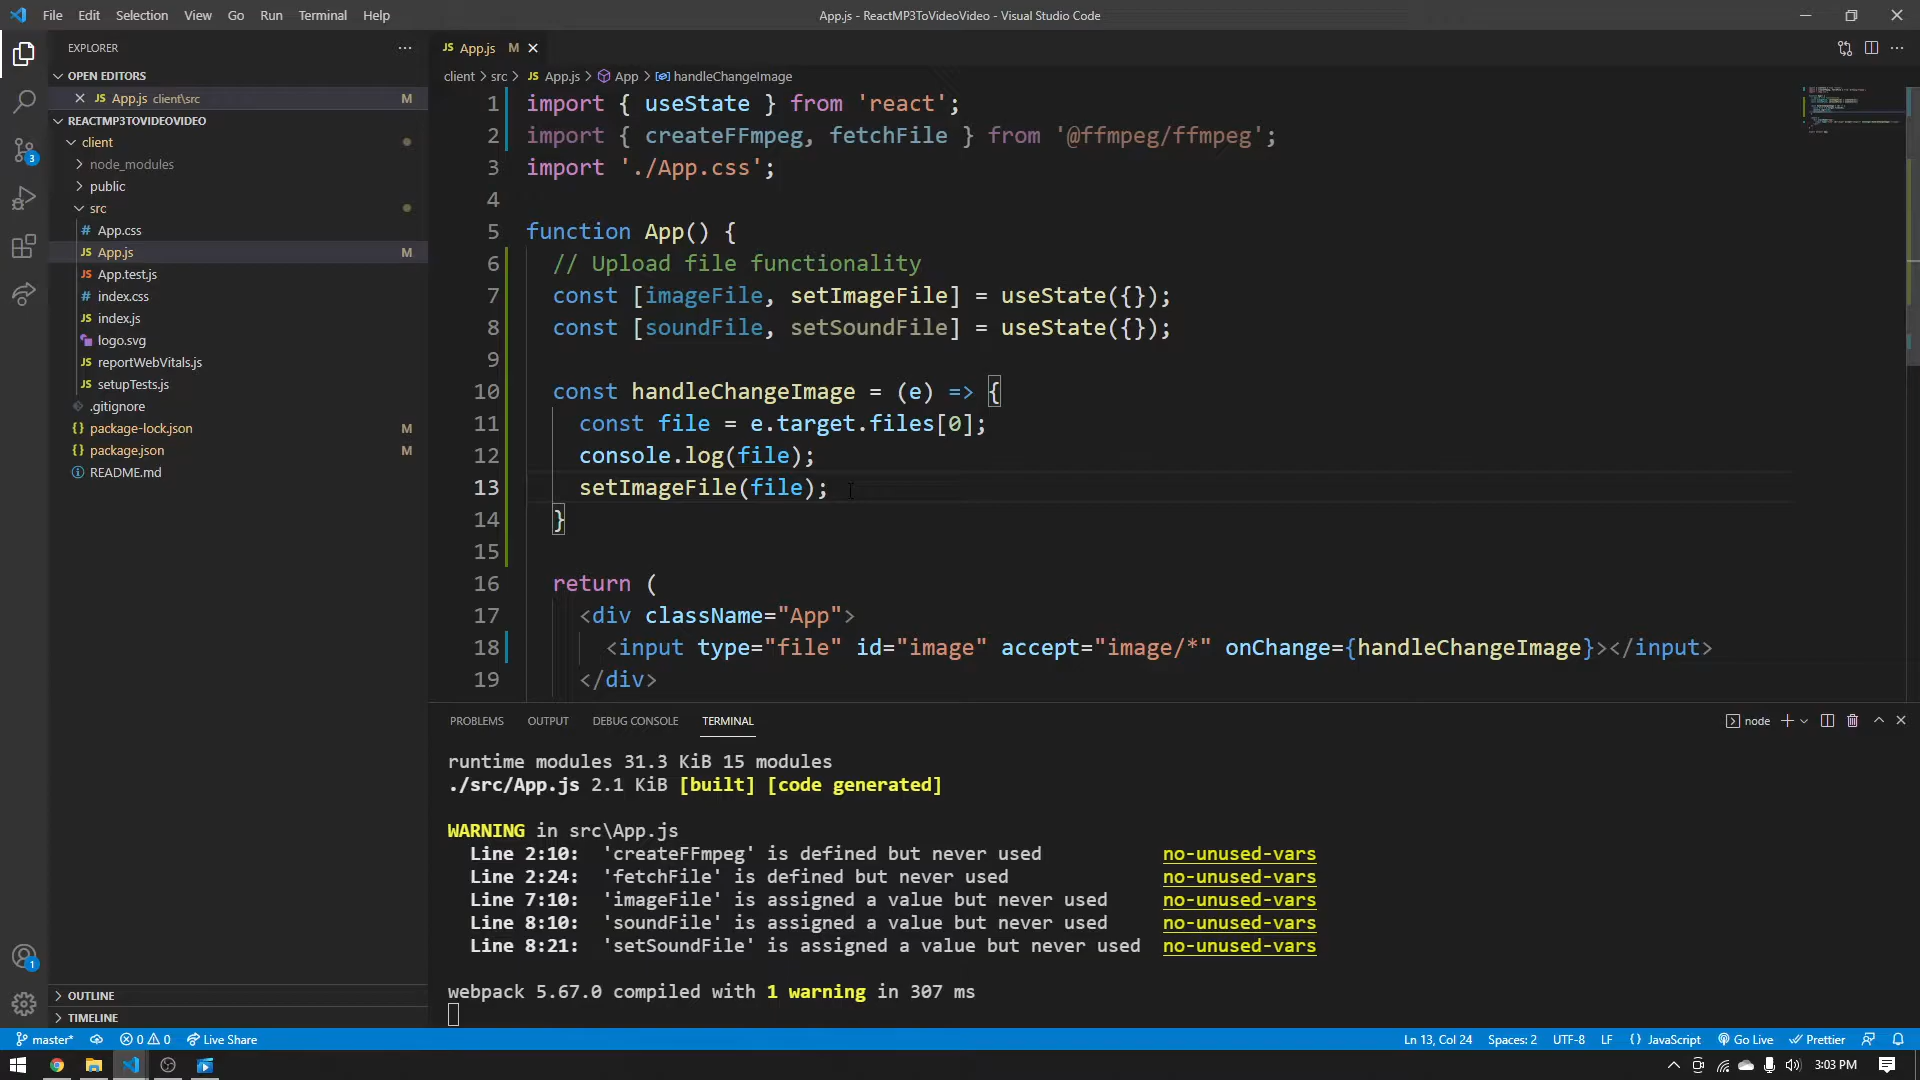 File Edit Selection View Go Run Terminal Help
App.js - ReactMP3ToVideoVideo - Visual Studio Code
EXPLORER
OPEN EDITORS
JS App.js client\src M
REACTMP3TOVIDEOVIDEO
client
node_modules
public
src
# App.css
JS App.js M
JS App.test.js
# index.css
JS index.js
logo.svg
JS reportWebVitals.js
JS setupTests.js
.gitignore
{} package-lock.json M
{} package.json M
README.md
OUTLINE
TIMELINE
3
1
JS App.js M
client > src > JS App.js > App > handleChangeImage
1 import { useState } from 'react';
2 import { createFFmpeg, fetchFile } from '@ffmpeg/ffmpeg';
3 import './App.css';
4
5 function App() {
6 // Upload file functionality
7 const [imageFile, setImageFile] = useState({});
8 const [soundFile, setSoundFile] = useState({});
9
10 const handleChangeImage = (e) => {
11 const file = e.target.files[0];
12 console.log(file);
13 setImageFile(file);
14 }
15
16 return (
17 <div className="App">
18 <input type="file" id="image" accept="image/*" onChange={handleChangeImage}></input>
19 </div>
PROBLEMS OUTPUT DEBUG CONSOLE TERMINAL
node
runtime modules 31.3 KiB 15 modules
./src/App.js 2.1 KiB [built] [code generated]
WARNING in src\App.js
Line 2:10: 'createFFmpeg' is defined but never used no-unused-vars
Line 2:24: 'fetchFile' is defined but never used no-unused-vars
Line 7:10: 'imageFile' is assigned a value but never used no-unused-vars
Line 8:10: 'soundFile' is assigned a value but never used no-unused-vars
Line 8:21: 'setSoundFile' is assigned a value but never used no-unused-vars
webpack 5.67.0 compiled with 1 warning in 307 ms
master* 0 0 Live Share
Ln 13, Col 24 Spaces: 2 UTF-8 LF {} JavaScript Go Live Prettier
3:03 PM